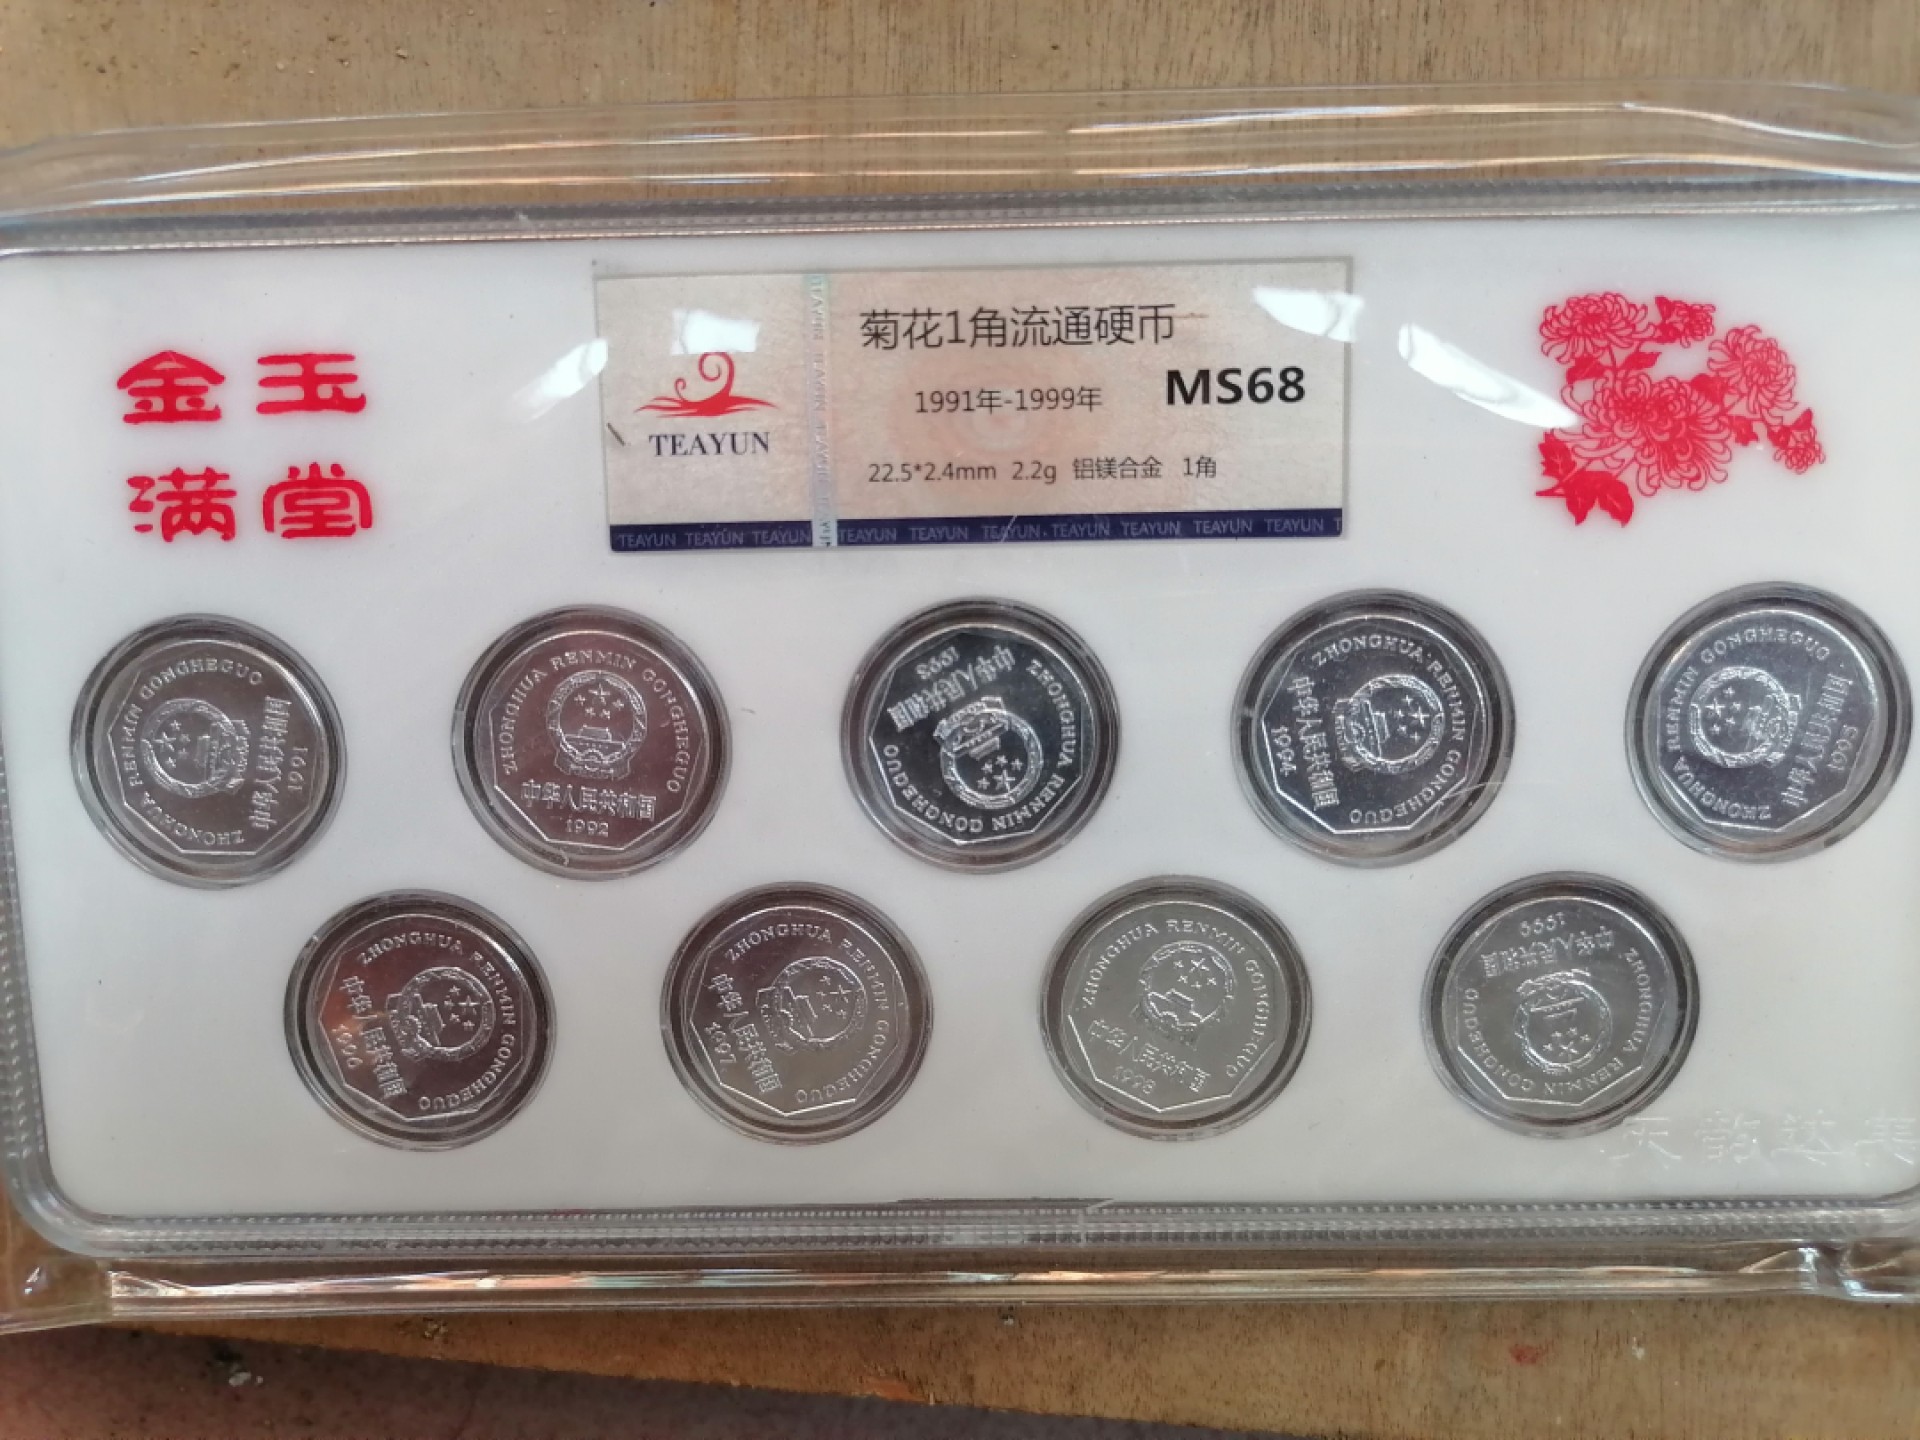 金玉
满堂
TEAYUN
菊花1角流通硬币
1991年-1999年 MS68
22.5*2.4mm 2.2g 铝镁合金 1角
TEAYUN TEAYUN TEAYUN TEAYUN TEAYUN TEAYUN TEAYUN TEAYUN TEAYUN TEAYUN T
ZHONGHUA RENMIN GONGHEGUO
中华人民共和国
1991
ZHONGHUA RENMIN GONGHEGUO
中华人民共和国
1992
ZHONGHUA RENMIN GONGHEGUO
中华人民共和国
1993
ZHONGHUA RENMIN GONGHEGUO
中华人民共和国
1994
ZHONGHUA RENMIN GONGHEGUO
中华人民共和国
1995
ZHONGHUA RENMIN GONGHEGUO
中华人民共和国
1996
ZHONGHUA RENMIN GONGHEGUO
中华人民共和国
1997
ZHONGHUA RENMIN GONGHEGUO
中华人民共和国
1998
ZHONGHUA RENMIN GONGHEGUO
中华人民共和国
1999
天韵达